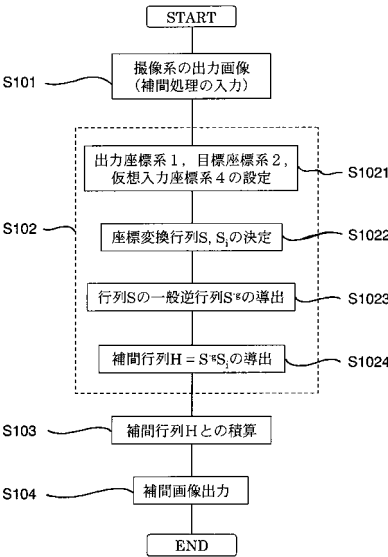 START
S101
撮像系の出力画像
(補間処理の入力)
S102
出力座標系1，目標座標系2，
仮想入力座標系4の設定
S1021
座標変換行列S, Siの決定
S1022
行列Sの一般逆行列S-gの導出
S1023
補間行列H = S-gSiの導出
S1024
S103
補間行列Hとの積算
S104
補間画像出力
END